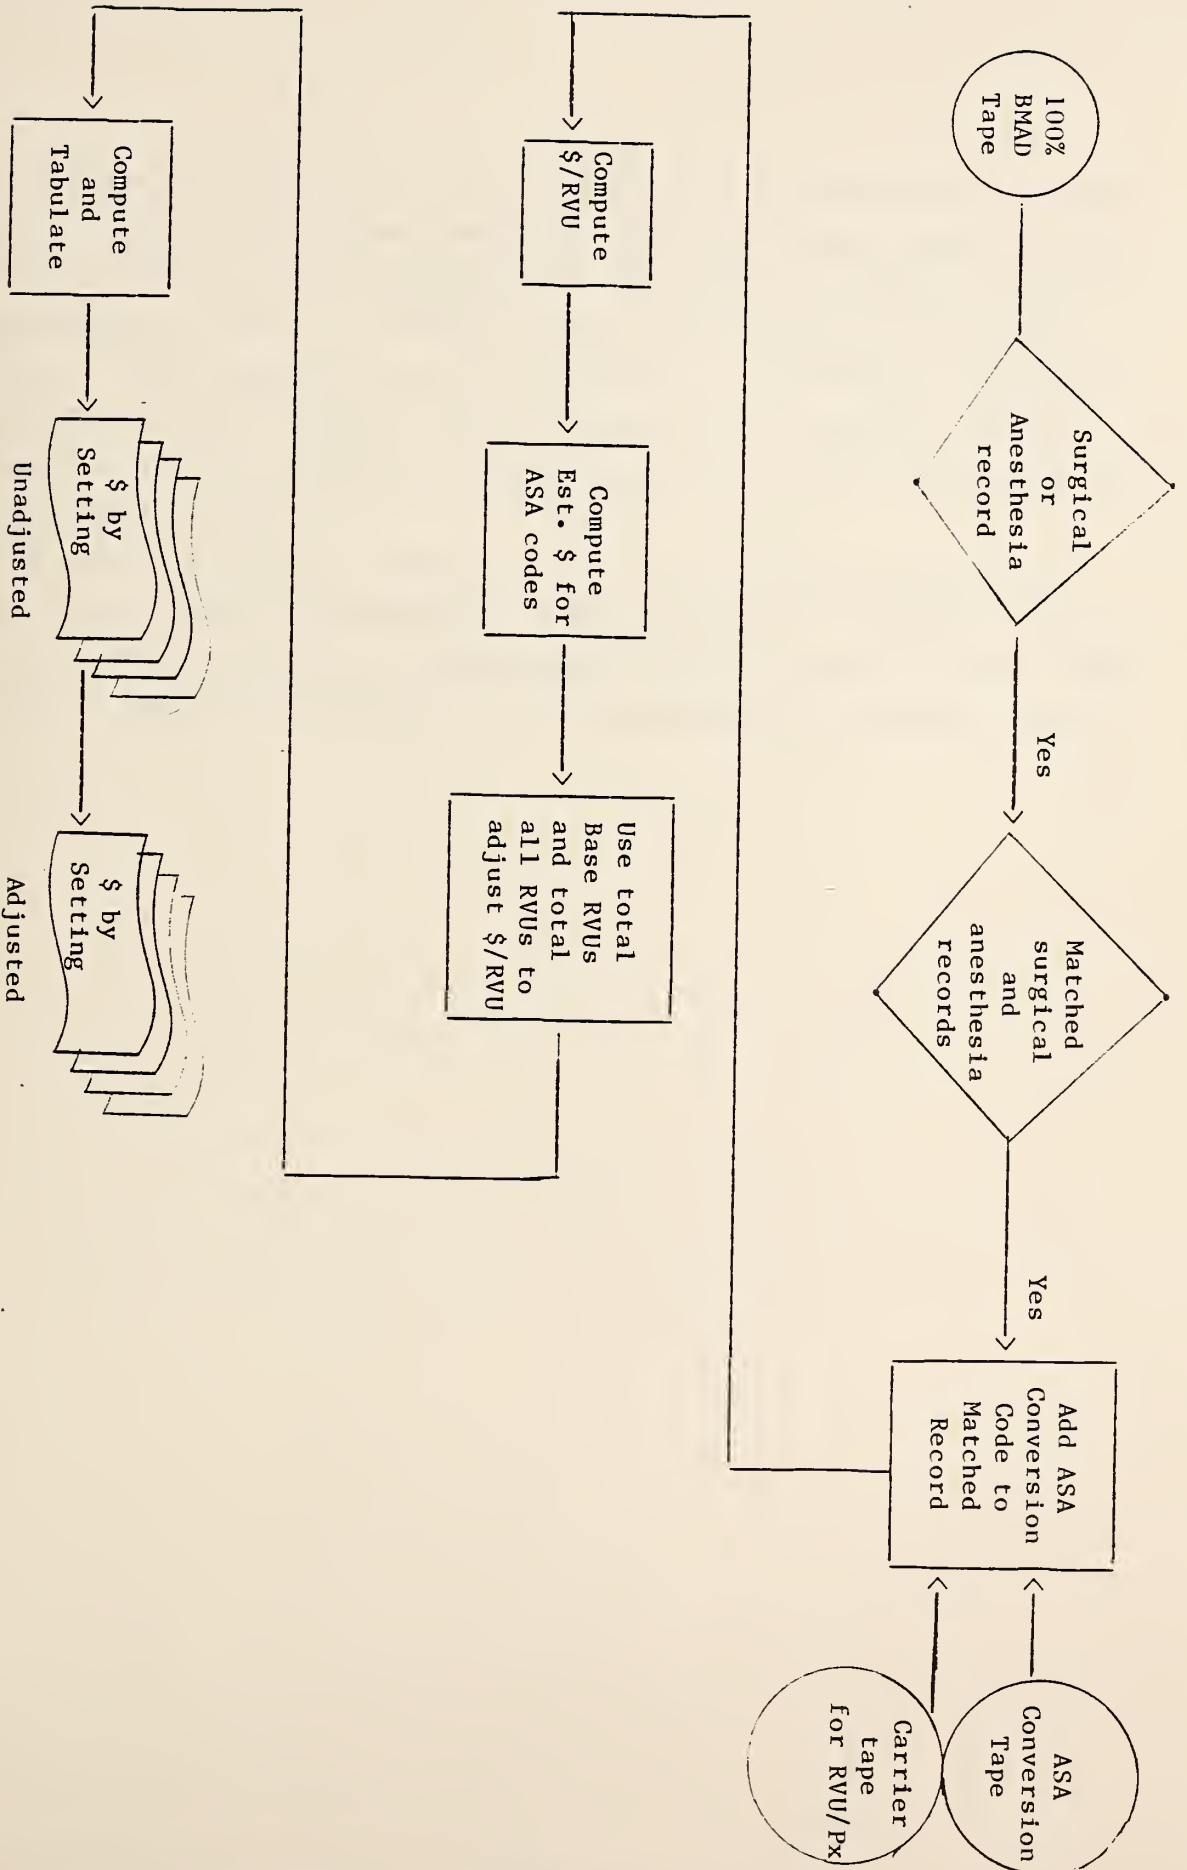 100%
BMAD
Tape
Surgical
or
Anesthesia
record
Yes
Matched
surgical
and
anesthesia
records
Yes
Add ASA
Conversion
Code to
Matched
Record
ASA
Conversion
Tape
Carrier
tape
for RVU/Px
Compute
$/RVU
Compute
Est. $ for
ASA codes
Use total
Base RVUs
and total
all RVUs to
adjust $/RVU
Compute
and
Tabulate
$ by
Setting
Unadjusted
$ by
Setting
Adjusted